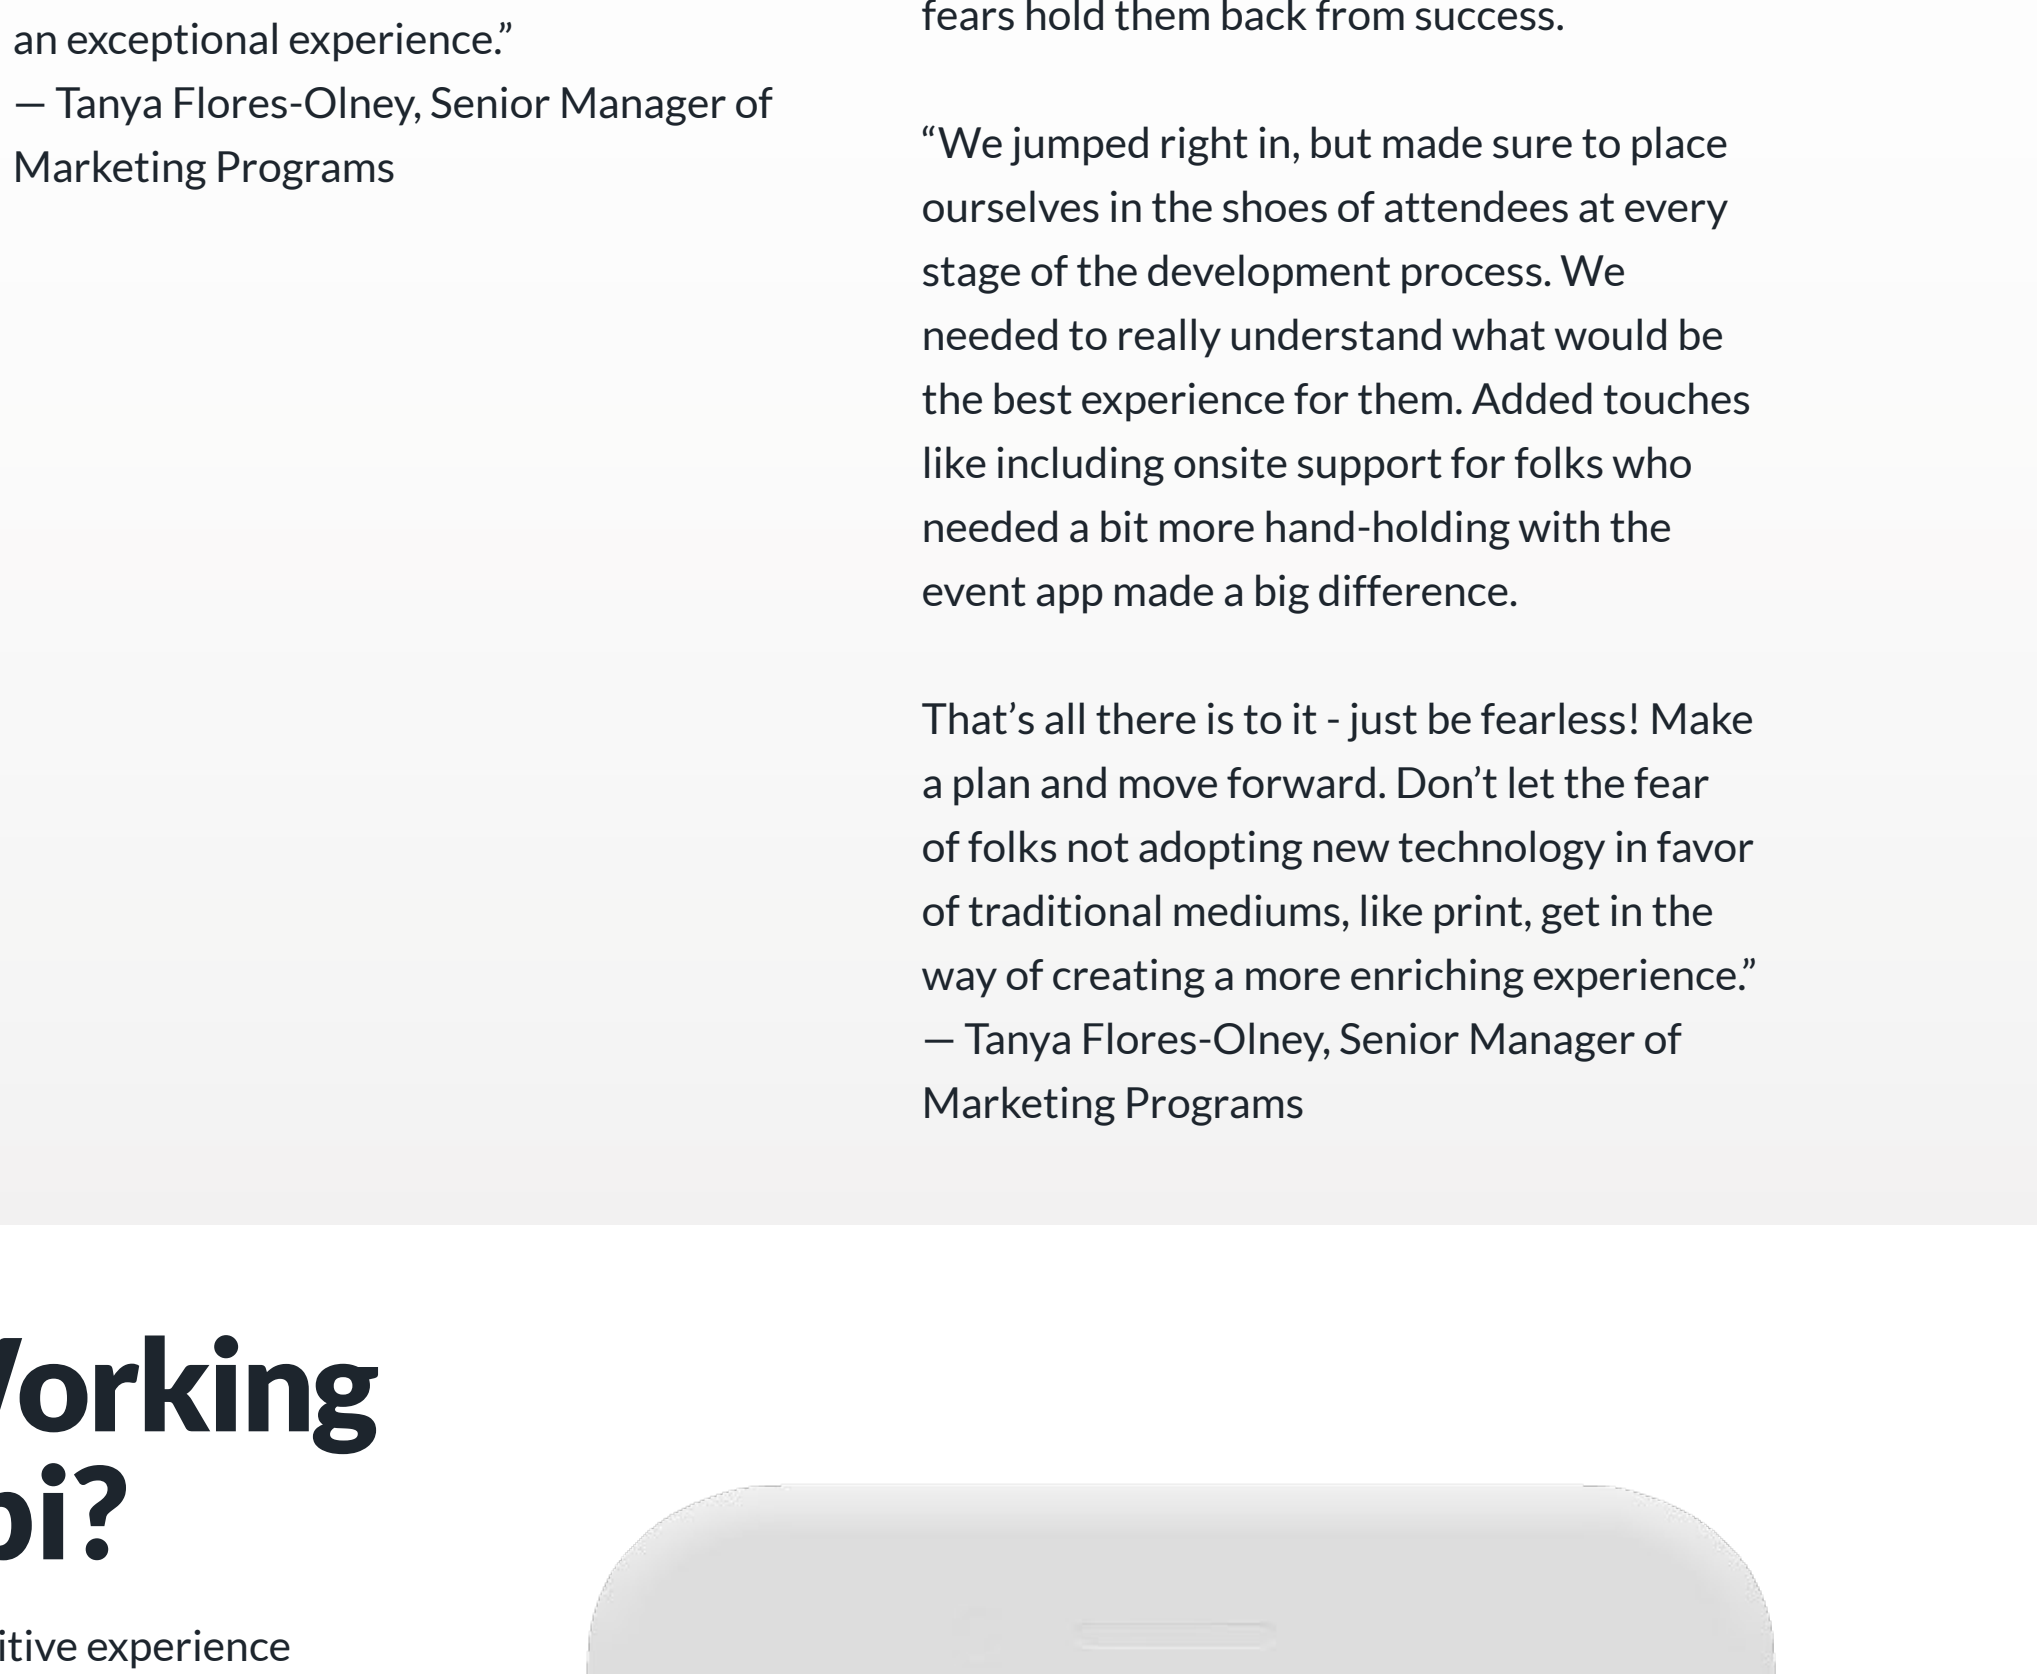 an exceptional experience.”
— Tanya Flores-Olney, Senior Manager of
Marketing Programs
fears hold them back from success.
“We jumped right in, but made sure to place
ourselves in the shoes of attendees at every
stage of the development process. We
needed to really understand what would be
the best experience for them. Added touches
like including onsite support for folks who
needed a bit more hand-holding with the
event app made a big difference.
That’s all there is to it - just be fearless! Make
a plan and move forward. Don’t let the fear
of folks not adopting new technology in favor
of traditional mediums, like print, get in the
way of creating a more enriching experience.”
— Tanya Flores-Olney, Senior Manager of
Marketing Programs
experience